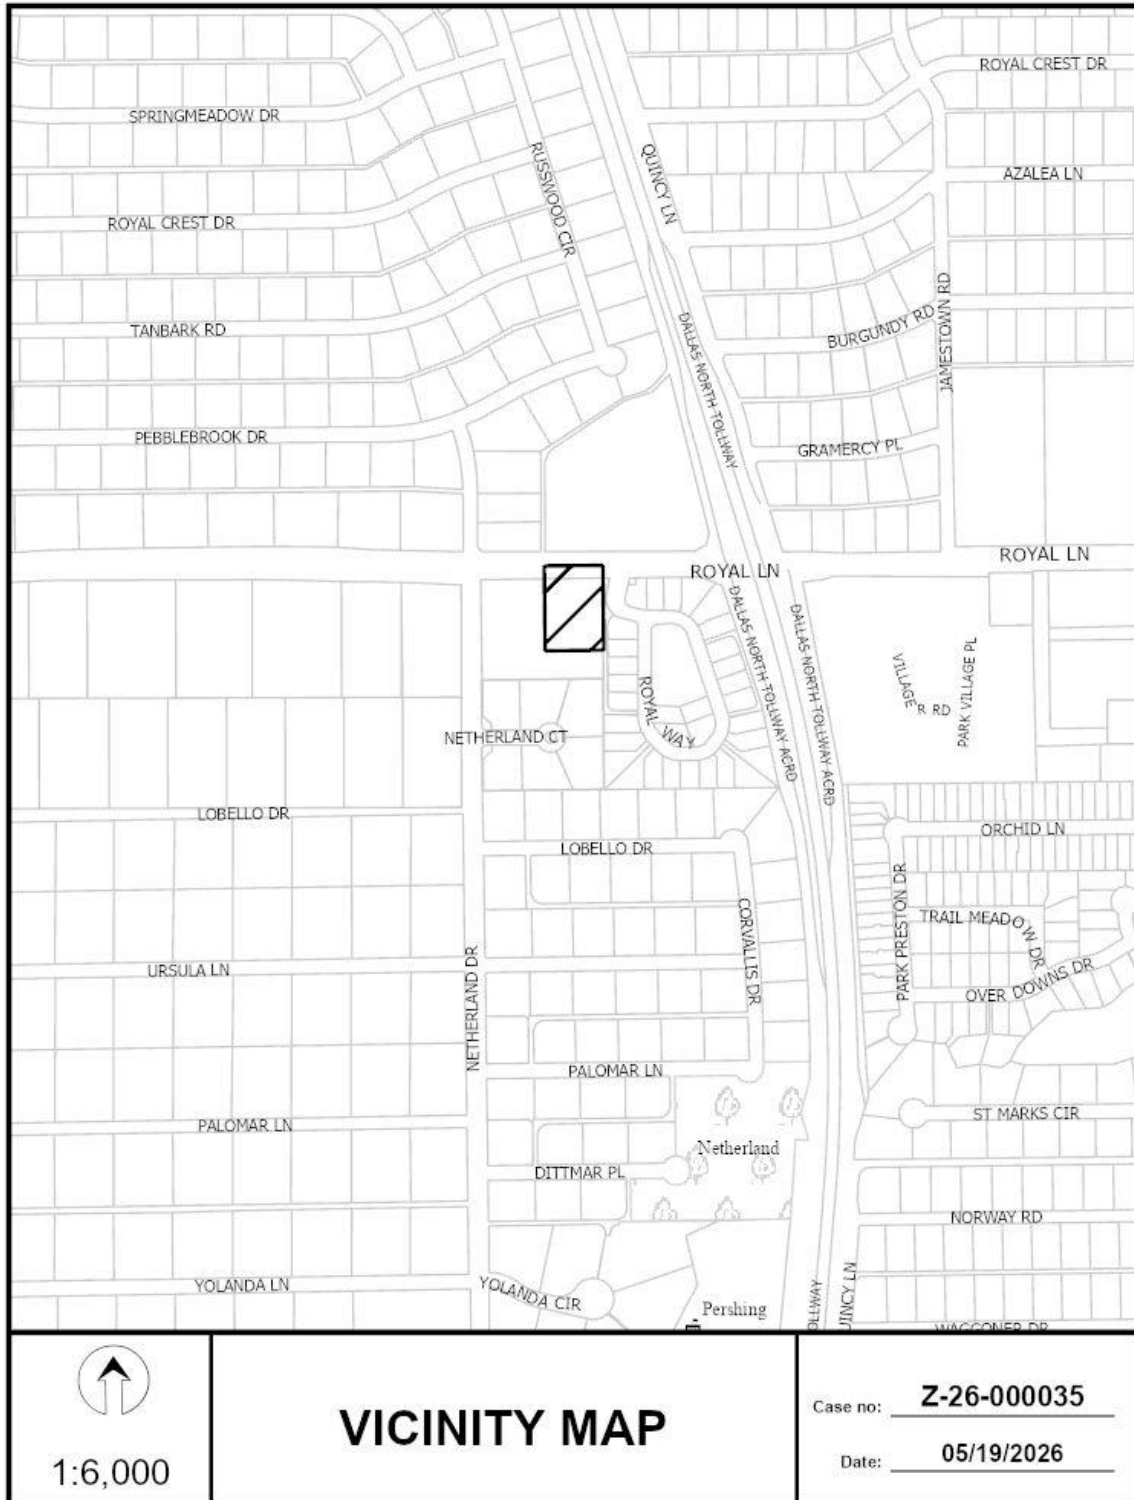 ROYAL CREST DR
SPRINGMEADOW DR
QUINCY LN
RUSSWOOD CIR
AZALEA LN
ROYAL CREST DR
JAMESTOWN RD
TANBARK RD
BURGUNDY RD
DALLAS NORTH TOLLWAY
PEBBLEBROOK DR
GRAMERCY PL
ROYAL LN
ROYAL LN
DALLAS NORTH TOLLWAY ACRD
DALLAS NORTH TOLLWAY ACRD
VILLAGE
R RD
PARK VILLAGE PL
ROYAL WAY
NETHERLAND CT
LOBELLO DR
ORCHID LN
LOBELLO DR
PARK PRESTON DR
CORVALLIS DR
TRAIL MEADOW DR
URSULA LN
NETHERLAND DR
OVER DOWNS DR
PALOMAR LN
ST MARKS CIR
PALOMAR LN
Netherland
DITTMAR PL
NORWAY RD
YOLANDA LN
YOLANDA CIR
Pershing
OLLWAY
UINCY LN
WAGGONER DR
1:6,000
VICINITY MAP
Case no: Z-26-000035
Date: 05/19/2026